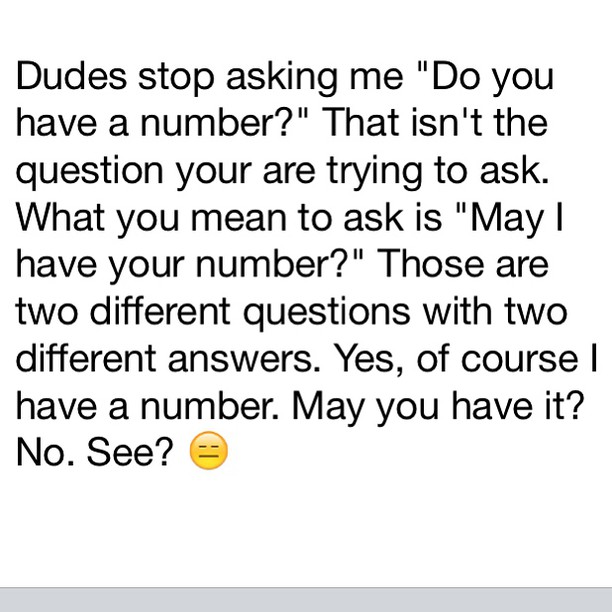 Dudes stop asking me "Do you
have a number?" That isn't the
question your are trying to ask.
What you mean to ask is "May I
have your number?" Those are
two different questions with two
different answers. Yes, of course I
have a number. May you have it?
No. See? 😑